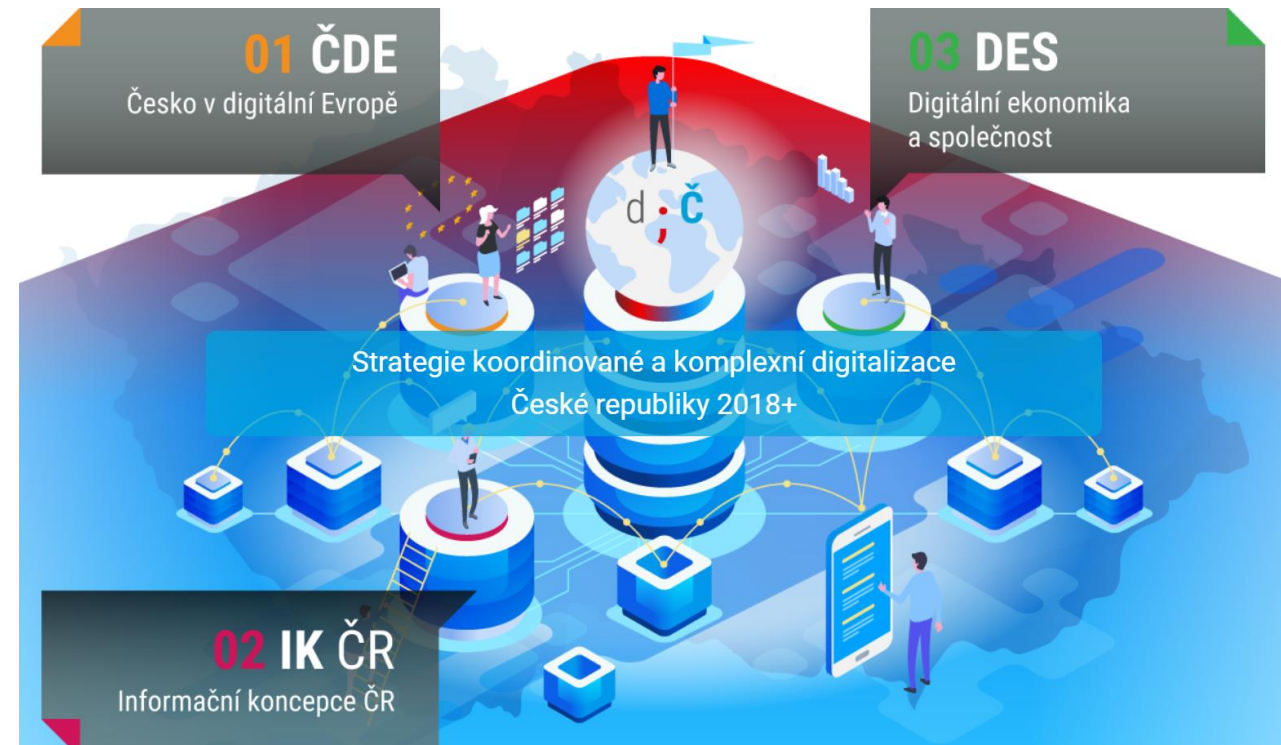 01 ČDE
Česko v digitální Evropě
03 DES
Digitální ekonomika
a společnost
d;Č
Strategie koordinované a komplexní digitalizace
České republiky 2018+
02 IK ČR
Informační koncepce ČR